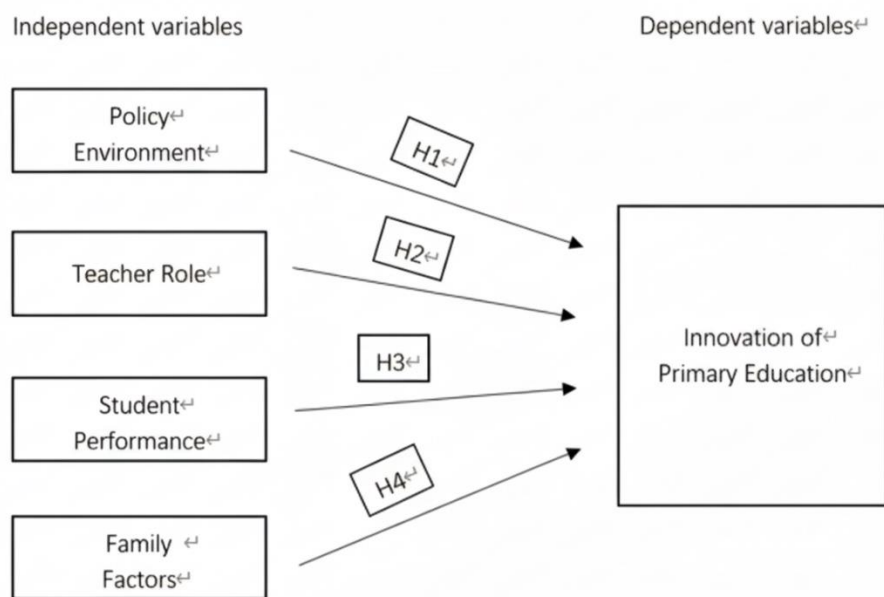 Independent variables
Dependent variables↵
Policy↵
Environment↵
H1↵
Teacher Role↵
H2↵
Innovation of↵
Primary Education↵
H3↵
Student↵
Performance↵
H4↵
Family ↵
Factors↵